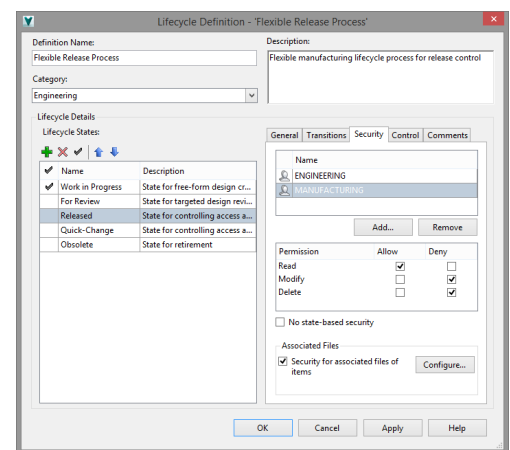 Lifecycle Definition - 'Flexible Release Process'
Definition Name:
Flexible Release Process
Description:
Flexible manufacturing lifecycle process for release control
Category:
Engineering
Lifecycle Details
Lifecycle States:
Name Description
Work in Progress State for free-form design cr...
For Review State for targeted design revi...
Released State for controlling access a...
Quick-Change State for controlling access a...
Obsolete State for retirement
General Transitions Security Control Comments
Name
ENGINEERING
MANUFACTURING
Add... Remove
Permission Allow Deny
Read
Modify
Delete
No state-based security
Associated Files
Security for associated files of
items
Configure...
OK Cancel Apply Help